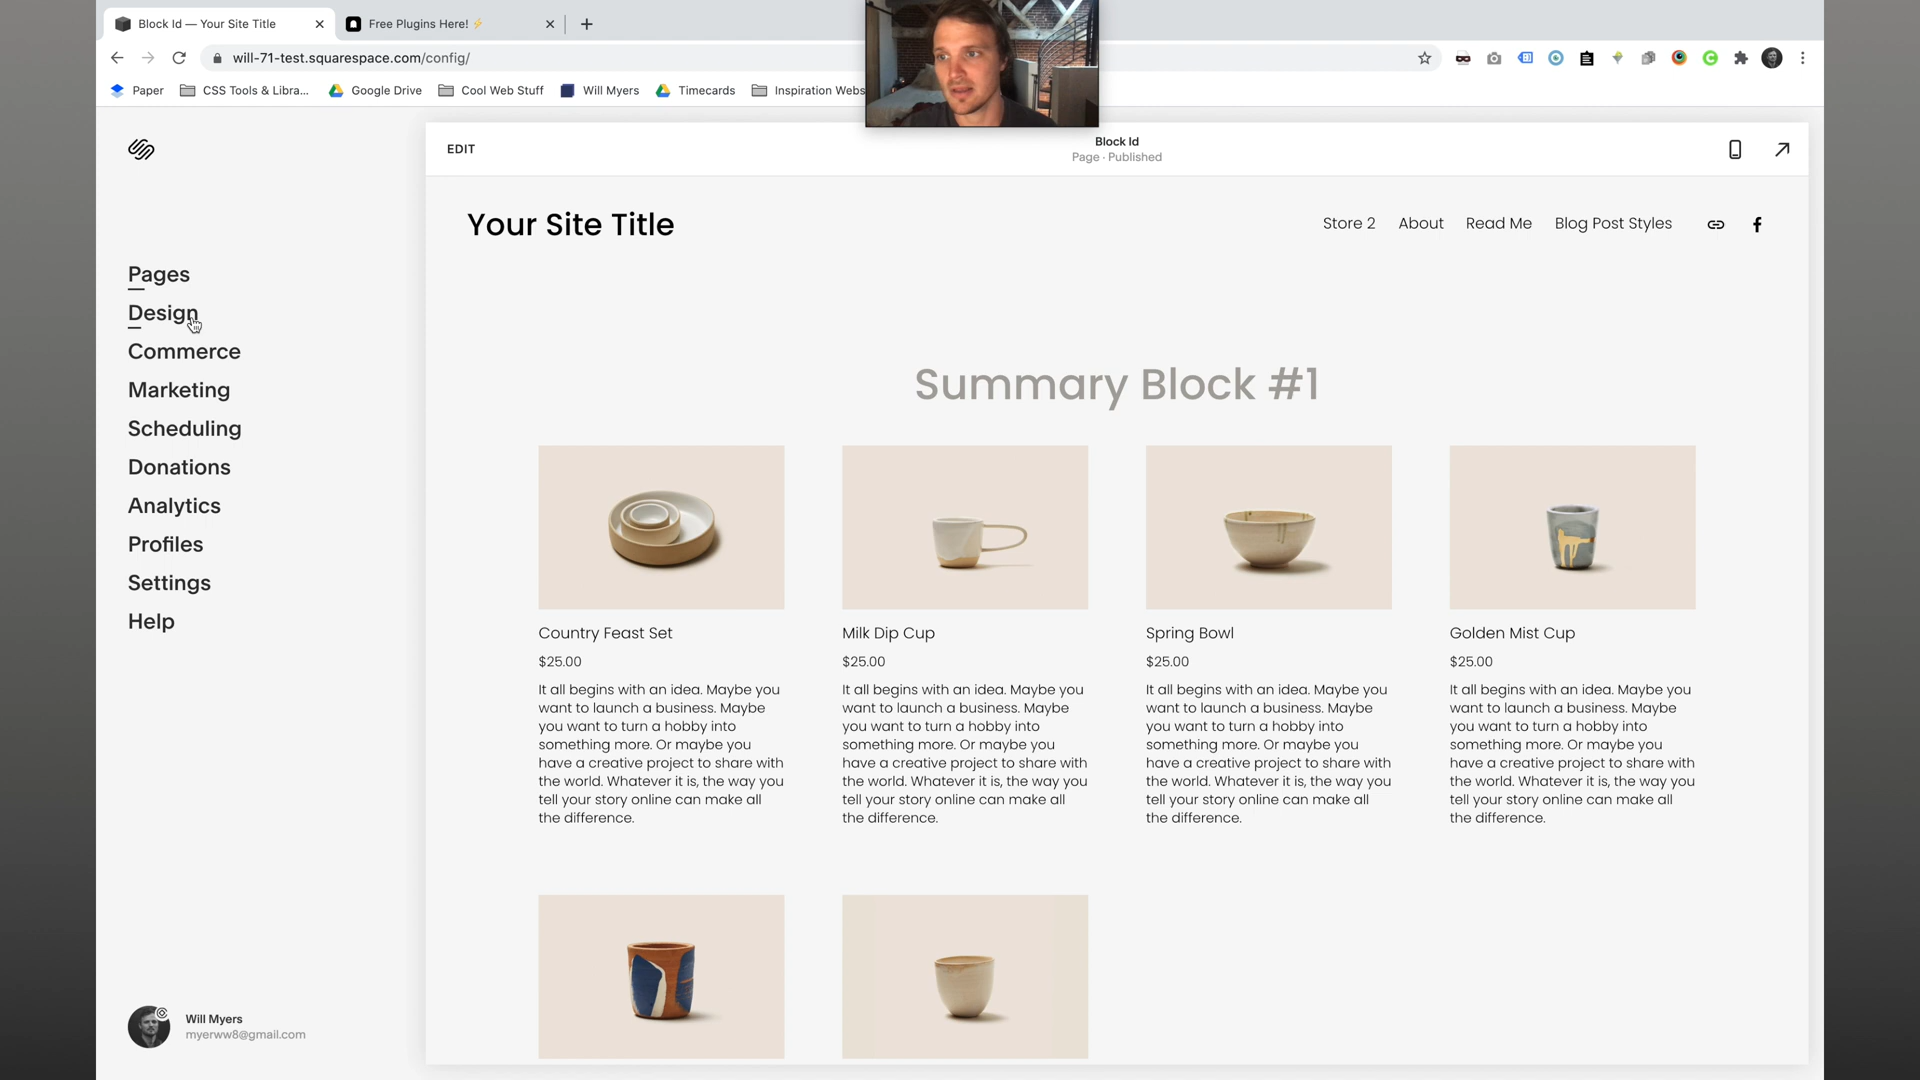 Block Id — Your Site Title
Free Plugins Here! ⚡
will-71-test.squarespace.com/config/
Paper
CSS Tools & Libra...
Google Drive
Cool Web Stuff
Will Myers
Timecards
Inspiration Webs
EDIT
Block Id
Page · Published
Your Site Title
Store 2
About
Read Me
Blog Post Styles
Pages
Design
Commerce
Marketing
Scheduling
Donations
Analytics
Profiles
Settings
Help
Summary Block #1
Country Feast Set
$25.00
It all begins with an idea. Maybe you
want to launch a business. Maybe
you want to turn a hobby into
something more. Or maybe you
have a creative project to share with
the world. Whatever it is, the way you
tell your story online can make all
the difference.
Milk Dip Cup
$25.00
It all begins with an idea. Maybe you
want to launch a business. Maybe
you want to turn a hobby into
something more. Or maybe you
have a creative project to share with
the world. Whatever it is, the way you
tell your story online can make all
the difference.
Spring Bowl
$25.00
It all begins with an idea. Maybe you
want to launch a business. Maybe
you want to turn a hobby into
something more. Or maybe you
have a creative project to share with
the world. Whatever it is, the way you
tell your story online can make all
the difference.
Golden Mist Cup
$25.00
It all begins with an idea. Maybe you
want to launch a business. Maybe
you want to turn a hobby into
something more. Or maybe you
have a creative project to share with
the world. Whatever it is, the way you
tell your story online can make all
the difference.
Will Myers
myerww8@gmail.com